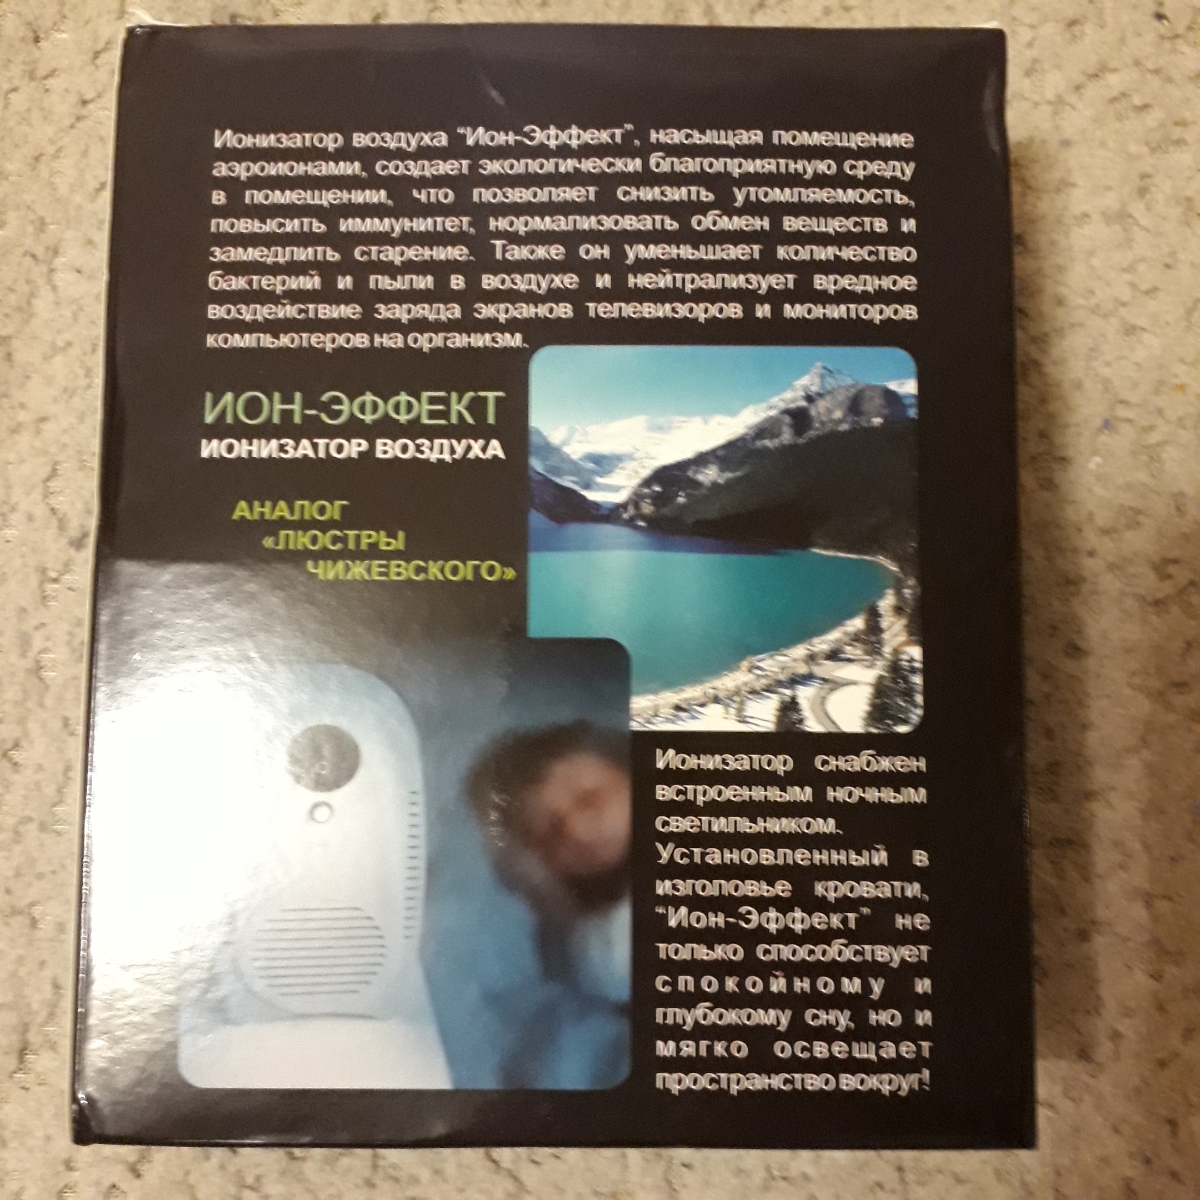 Ионизатор воздуха “Ион-Эффект”, насыщая помещение
аэроионами, создает экологически благоприятную среду
в помещении, что позволяет снизить утомляемость,
повысить иммунитет, нормализовать обмен веществ и
замедлить старение. Также он уменьшает количество
бактерий и пыли в воздухе и нейтрализует вредное
воздействие заряда экранов телевизоров и мониторов
компьютеров на организм.
ИОН-ЭФФЕКТ
ИОНИЗАТОР ВОЗДУХА
АНАЛОГ
«ЛЮСТРЫ
ЧИЖЕВСКОГО»
Ионизатор снабжен
встроенным ночным
светильником.
Установленный в
изголовье кровати,
“Ион-Эффект” не
только способствует
спокойному и
глубокому сну, но и
мягко освещает
пространство вокруг!